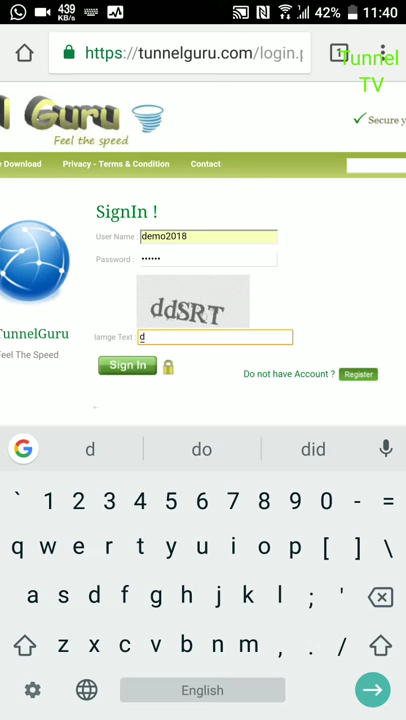 439
KB/s
42%
11:40
https://tunnelguru.com/login.p
1
Tunnel
TV
l Guru
Feel the speed
Secure y
e Download
Privacy - Terms & Condition
Contact
SignIn !
User Name :
demo2018
Password :
••••••
ddSRT
TunnelGuru
Feel The Speed
Iamge Text :
d
Sign In
Do not have Account ?
Register
d
do
did
` 1 2 3 4 5 6 7 8 9 0 - =
q w e r t y u i o p [ ] \
a s d f g h j k l ; '
z x c v b n m , . /
English